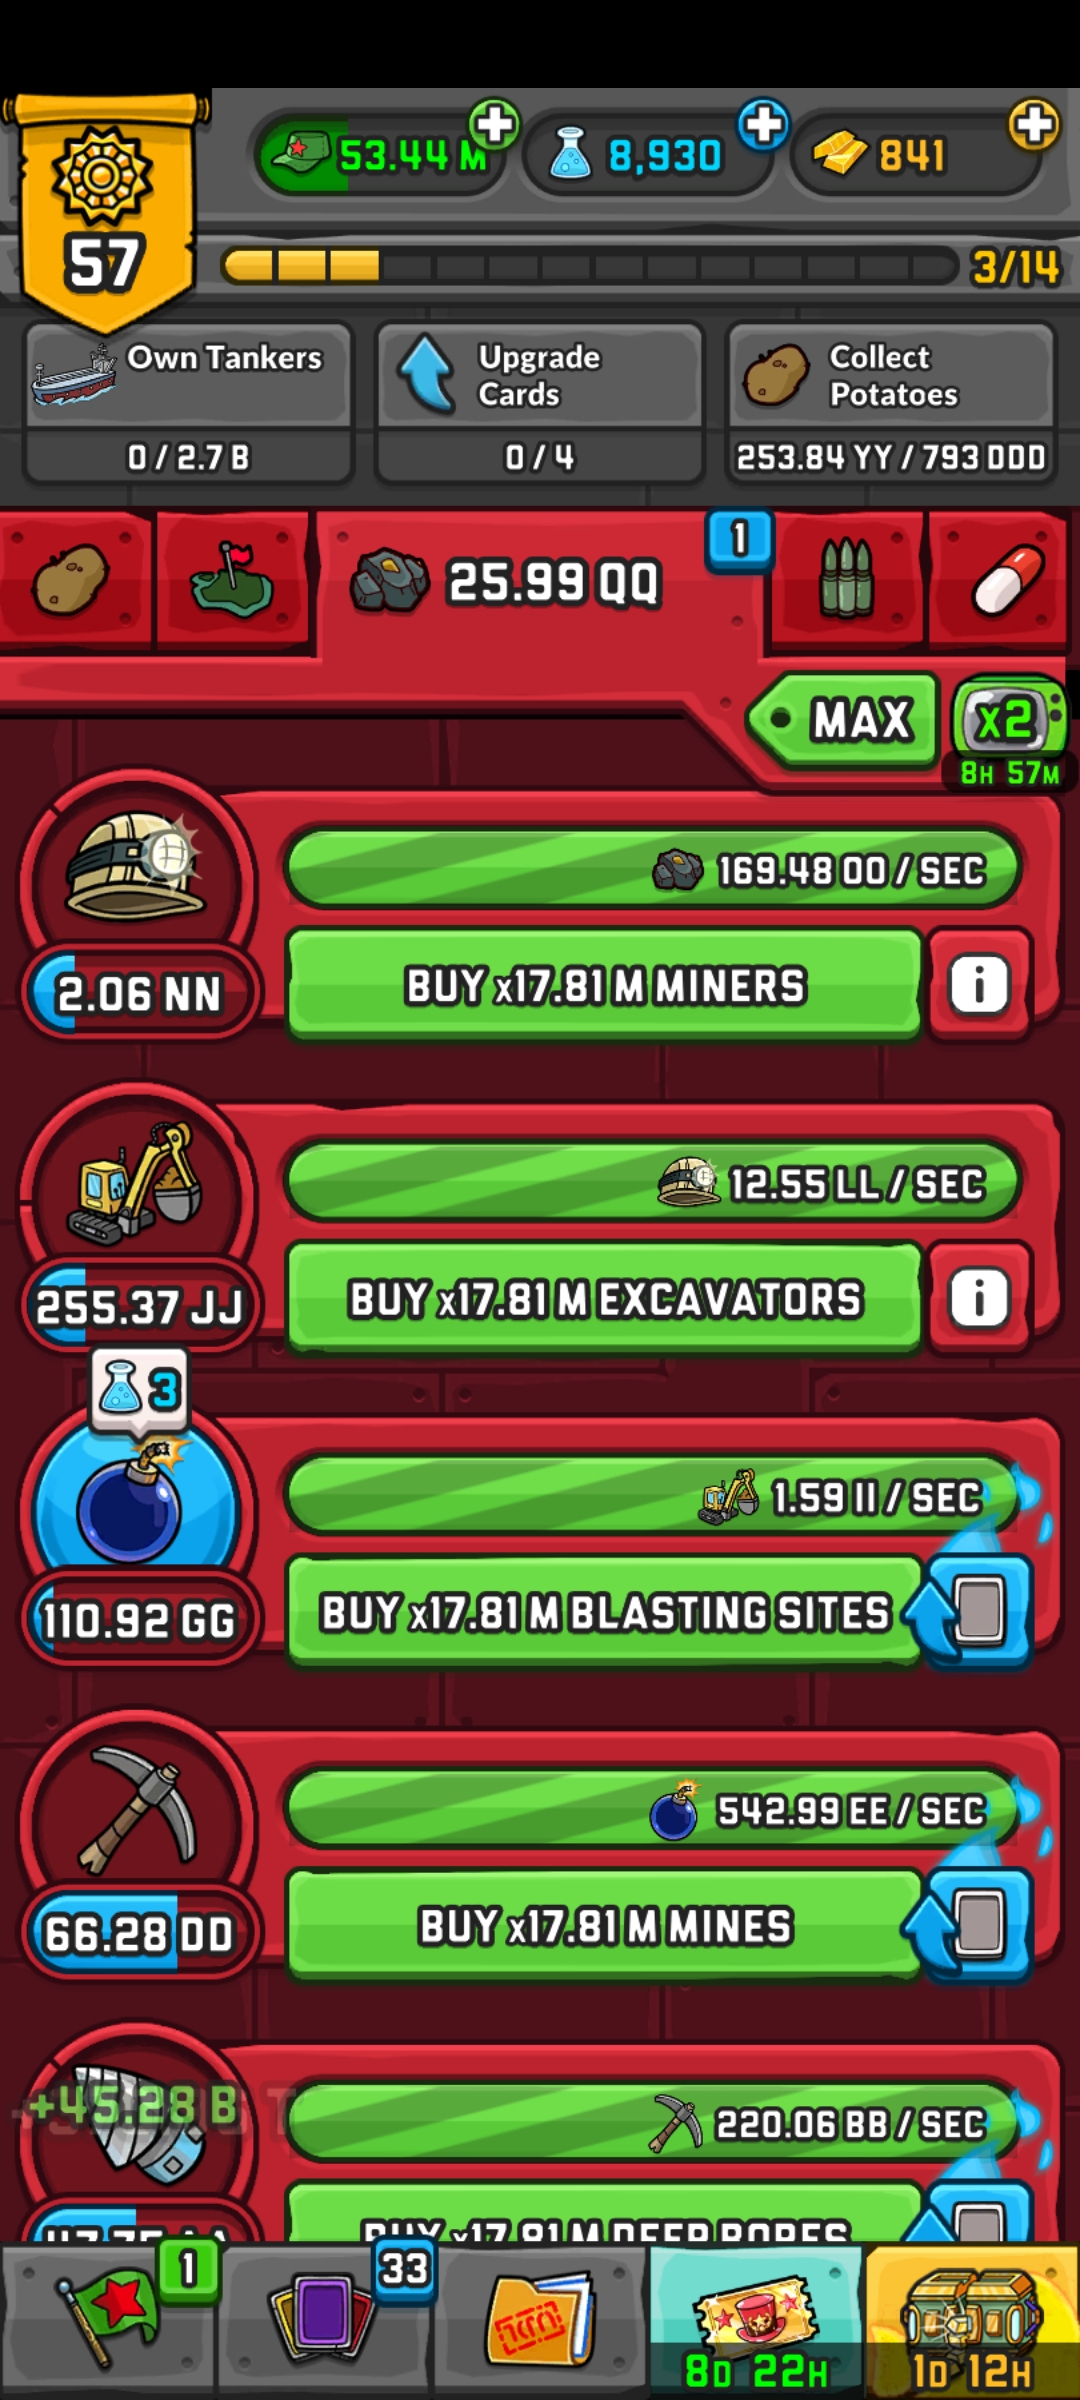 53.44 M
8,930
841
57
3/14
Own Tankers
Upgrade
Cards
Collect
Potatoes
0 / 2.7 B
0 / 4
253.84 YY / 793 DDD
1
25.99 QQ
MAX
x2
8H 57M
169.48 OO / SEC
2.06 NN
BUY x17.81 M MINERS
i
12.55 LL / SEC
255.37 JJ
BUY x17.81 M EXCAVATORS
i
3
1.59 II / SEC
110.92 GG
BUY x17.81 M BLASTING SITES
542.99 EE / SEC
66.28 DD
BUY x17.81 M MINES
+45.28 B
220.06 BB / SEC
BUY x17.81 M DEEP BORES
1
33
8D 22H
1D 12H